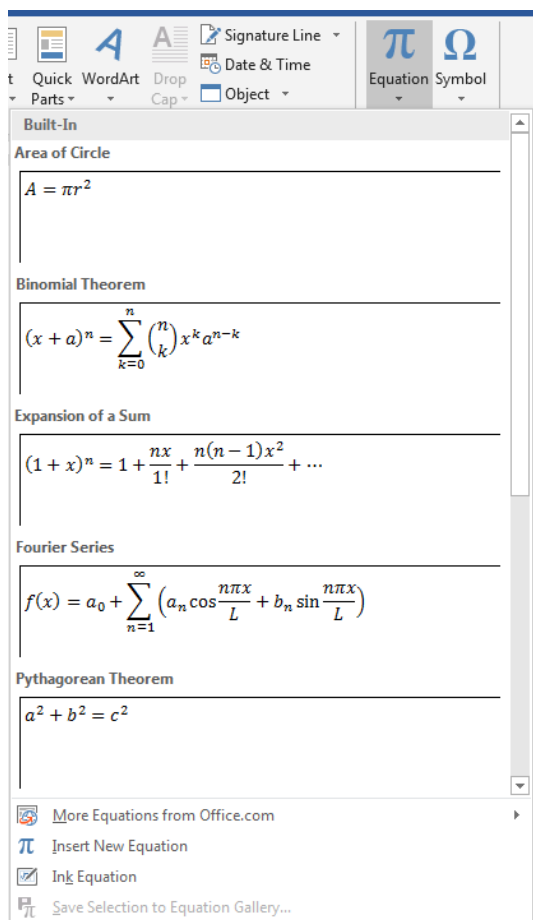 Signature Line
Date & Time
Object
t Quick Parts WordArt Drop Cap Equation Symbol
Built-In
Area of Circle
A = πr²
Binomial Theorem
(x + a)ⁿ = ∑ₖ₌₀ⁿ (n k) xᵏaⁿ⁻ᵏ
Expansion of a Sum
(1 + x)ⁿ = 1 + nx/1! + n(n − 1)x²/2! + ⋯
Fourier Series
f(x) = a₀ + ∑ₙ₌₁^∞ (aₙ cos nπx/L + bₙ sin nπx/L)
Pythagorean Theorem
a² + b² = c²
More Equations from Office.com
π Insert New Equation
Ink Equation
Save Selection to Equation Gallery...